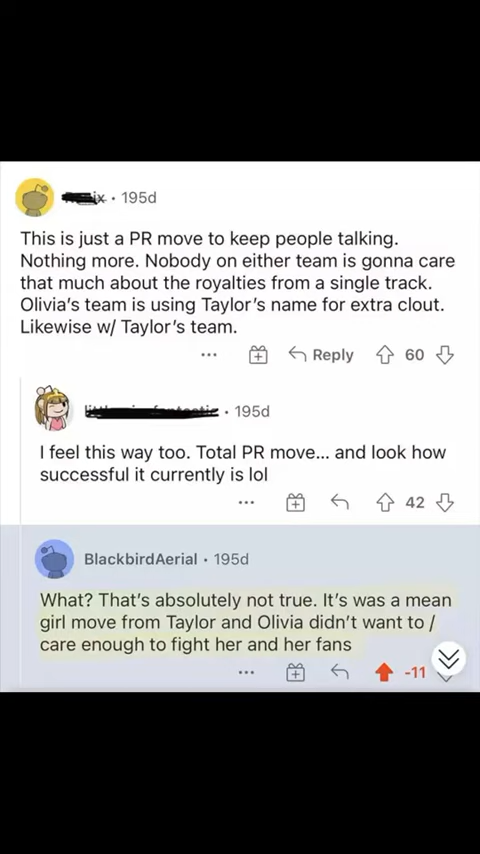 · 195d
This is just a PR move to keep people talking.
Nothing more. Nobody on either team is gonna care
that much about the royalties from a single track.
Olivia's team is using Taylor's name for extra clout.
Likewise w/ Taylor's team.
Reply 60
· 195d
I feel this way too. Total PR move... and look how
successful it currently is lol
42
BlackbirdAerial · 195d
What? That's absolutely not true. It's was a mean
girl move from Taylor and Olivia didn't want to /
care enough to fight her and her fans
-11